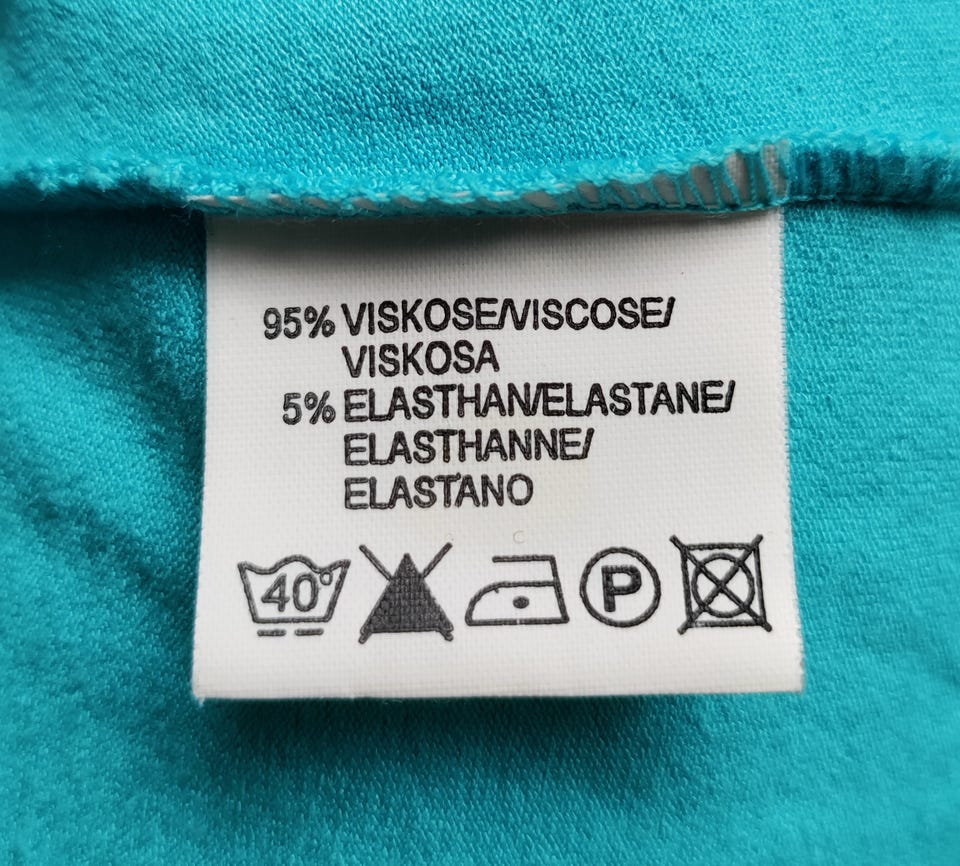 95% VISKOSE/VISCOSE/
VISKOSA
5% ELASTHAN/ELASTANE/
ELASTHANNE/
ELASTANO
40° P